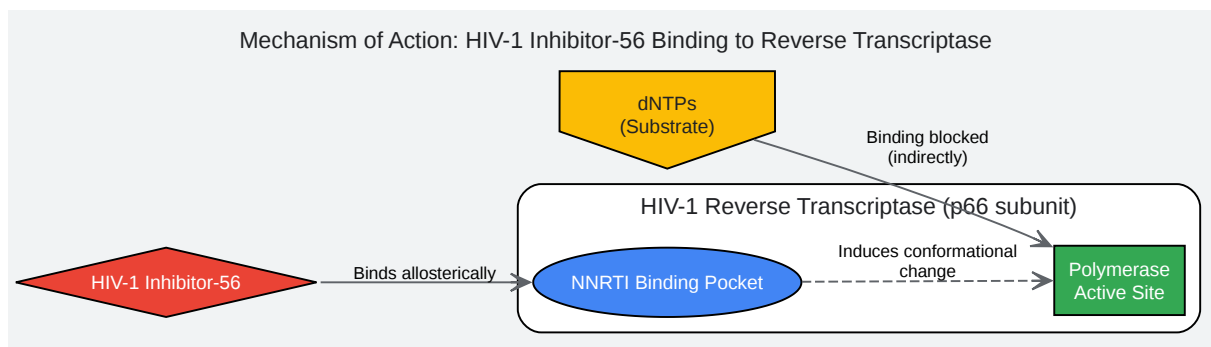 Mechanism of Action: HIV-1 Inhibitor-56 Binding to Reverse Transcriptase
dNTPs
(Substrate)
Binding blocked
(indirectly)
HIV-1 Reverse Transcriptase (p66 subunit)
HIV-1 Inhibitor-56
Binds allosterically
NNRTI Binding Pocket
Induces conformational
change
Polymerase
Active Site